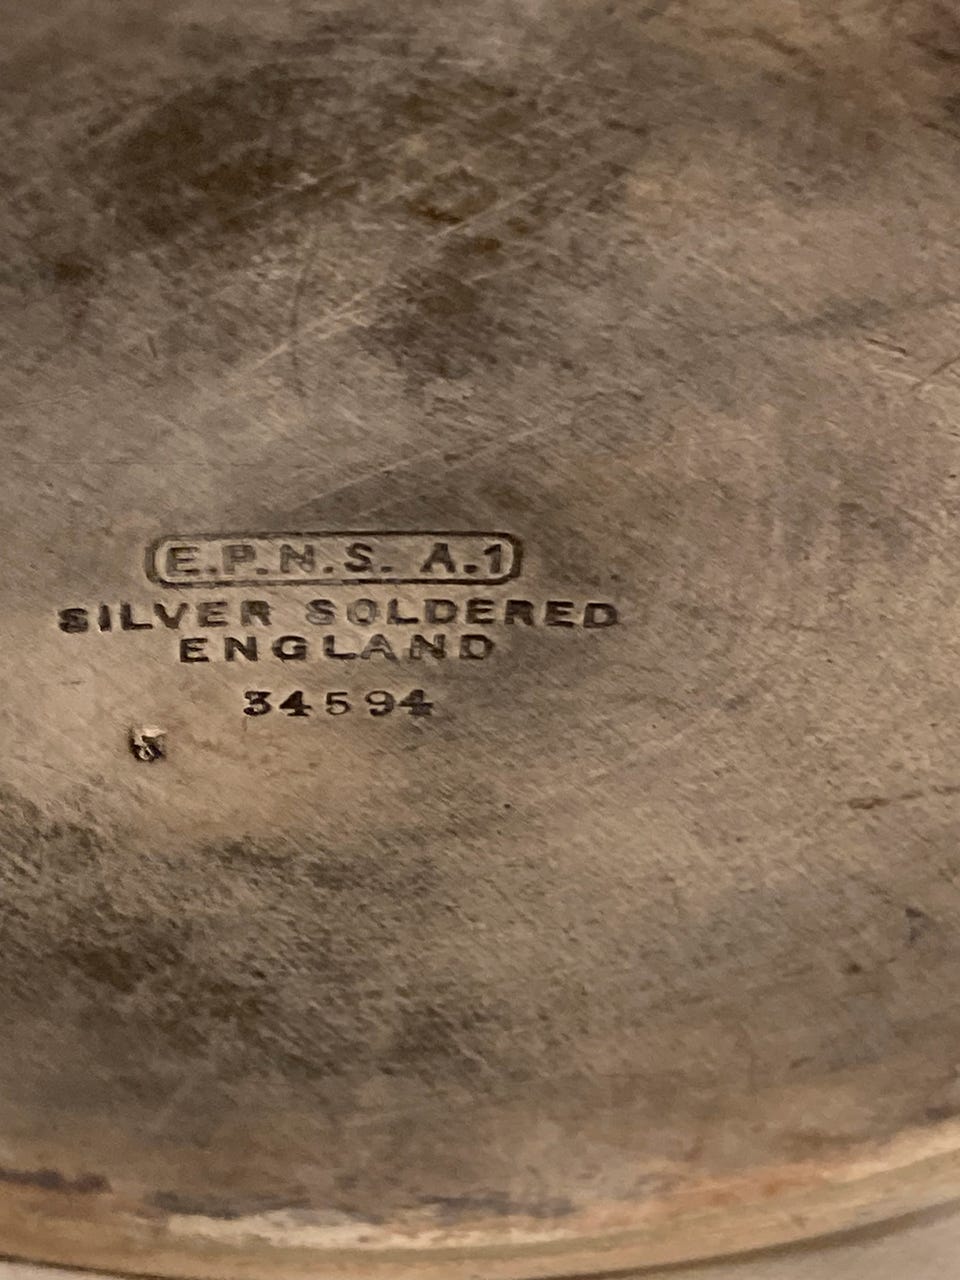 E.P.N.S. A.1
SILVER SOLDERED
ENGLAND
34594